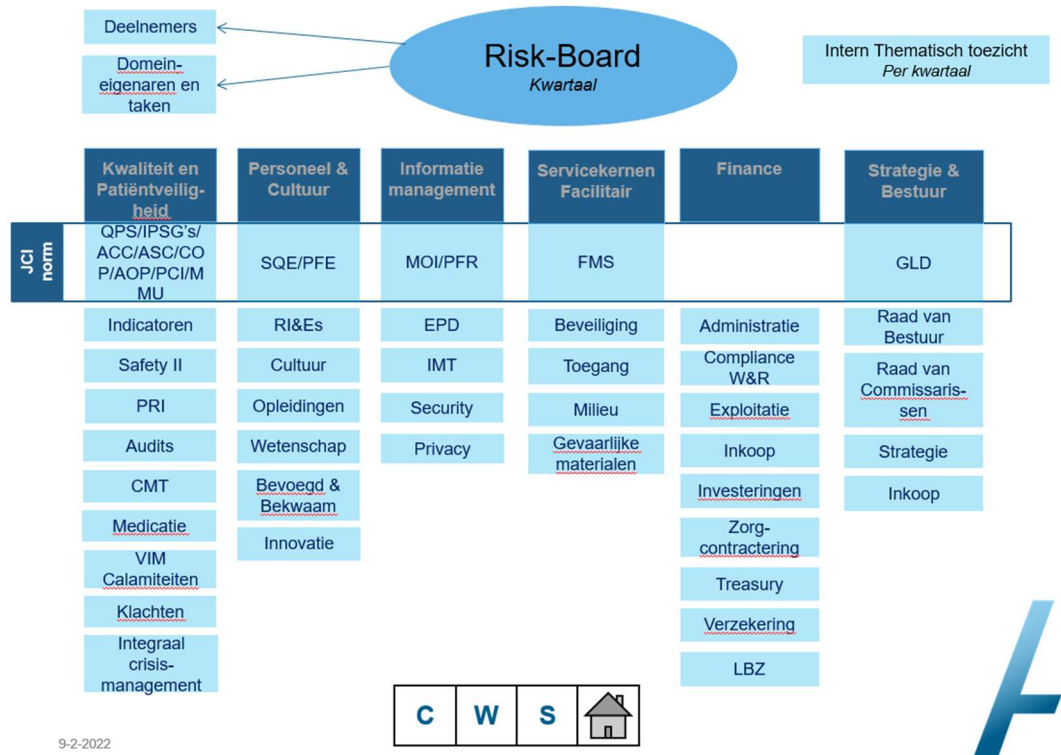 Deelnemers
Domein-
eigenaren en
taken
Risk-Board
Kwartaal
Intern Thematisch toezicht
Per kwartaal
Kwaliteit en
Patiëntveilig-
heid
Personeel &
Cultuur
Informatie
management
Servicekernen
Facilitair
Finance
Strategie &
Bestuur
JCI
norm
QPS/IPSG's/
ACC/ASC/CO
P/AOP/PCI/M
MU
SQE/PFE
MOI/PFR
FMS
GLD
Indicatoren
Safety II
PRI
Audits
CMT
Medicatie
VIM
Calamiteiten
Klachten
Integraal
crisis-
management
RI&Es
Cultuur
Opleidingen
Wetenschap
Bevoegd &
Bekwaam
Innovatie
EPD
IMT
Security
Privacy
Beveiliging
Toegang
Milieu
Gevaarlijke
materialen
Administratie
Compliance
W&R
Exploitatie
Inkoop
Investeringen
Zorg-
contractering
Treasury
Verzekering
LBZ
Raad van
Bestuur
Raad van
Commissaris-
sen
Strategie
Inkoop
C W S
9-2-2022